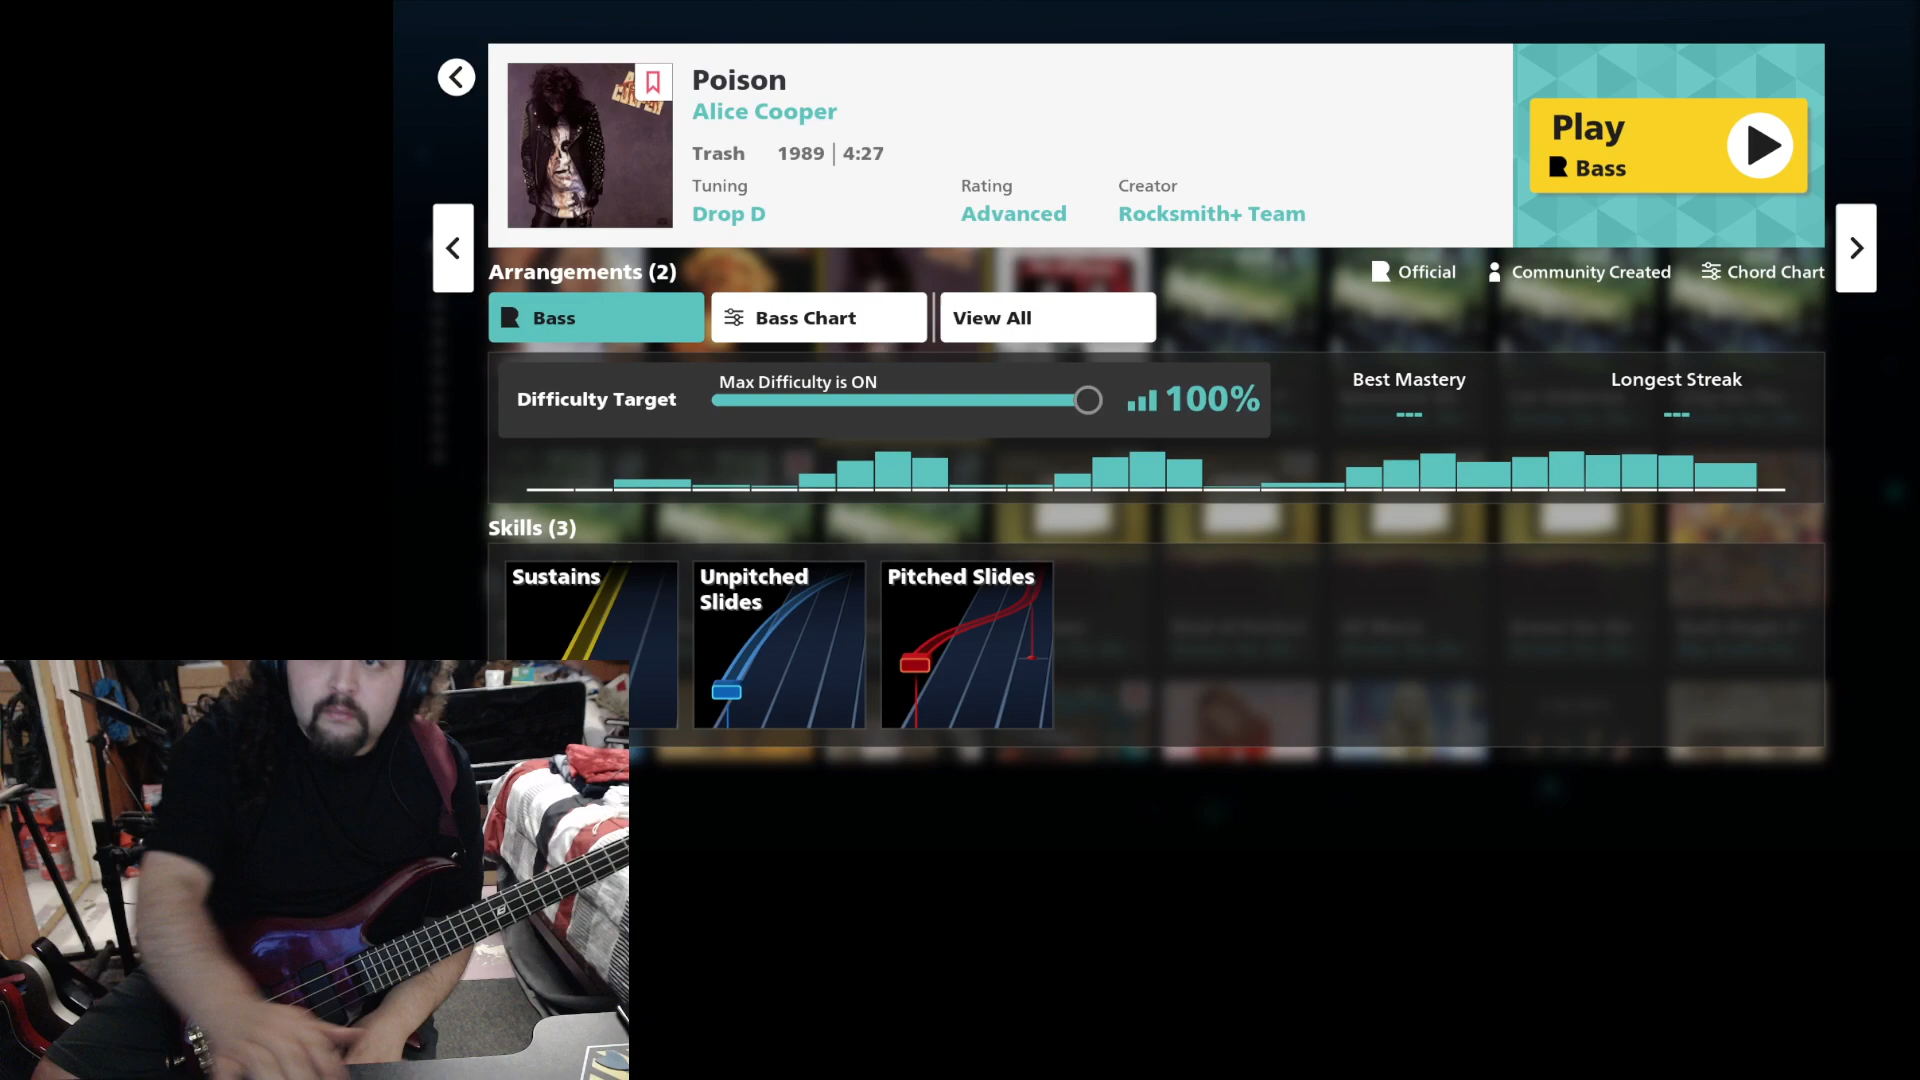 Poison
Alice Cooper
Trash 1989 | 4:27
Tuning Rating Creator
Drop D Advanced Rocksmith+ Team
Play
Bass
Arrangements (2)
Official Community Created Chord Chart
Bass Bass Chart View All
Max Difficulty is ON
Difficulty Target 100%
Best Mastery Longest Streak
--- ---
Skills (3)
Sustains Unpitched Slides Pitched Slides